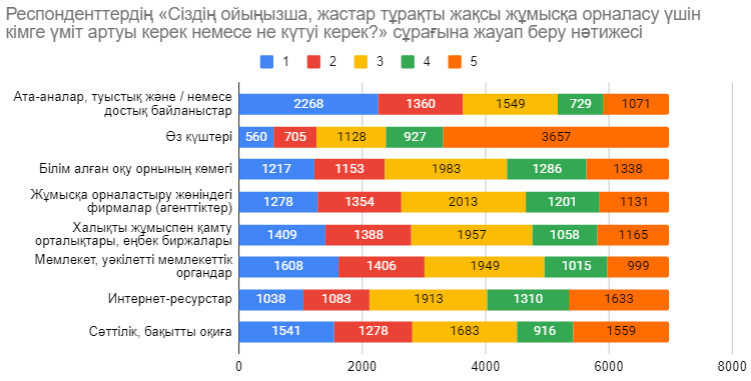 Респонденттердің «Сіздің ойыңызша, жастар тұрақты жақсы жұмысқа орналасу үшін
кімге үміт артуы керек немесе не күтуі керек?» сұрағына жауап беру нәтижесі
1 2 3 4 5
Ата-аналар, туыстық және / немесе
достық байланыстар
2268 1360 1549 729 1071
Өз күштері
560 705 1128 927 3657
Білім алған оқу орнының көмегі
1217 1153 1983 1286 1338
Жұмысқа орналастыру жөніндегі
фирмалар (агенттіктер)
1278 1354 2013 1201 1131
Халықты жұмыспен қамту
орталықтары, еңбек биржалары
1409 1388 1957 1058 1165
Мемлекет, уәкілетті мемлекеттік
органдар
1608 1406 1949 1015 999
Интернет-ресурстар
1038 1083 1913 1310 1633
Сәттілік, бақытты оқиға
1541 1278 1683 916 1559
0 2000 4000 6000 8000